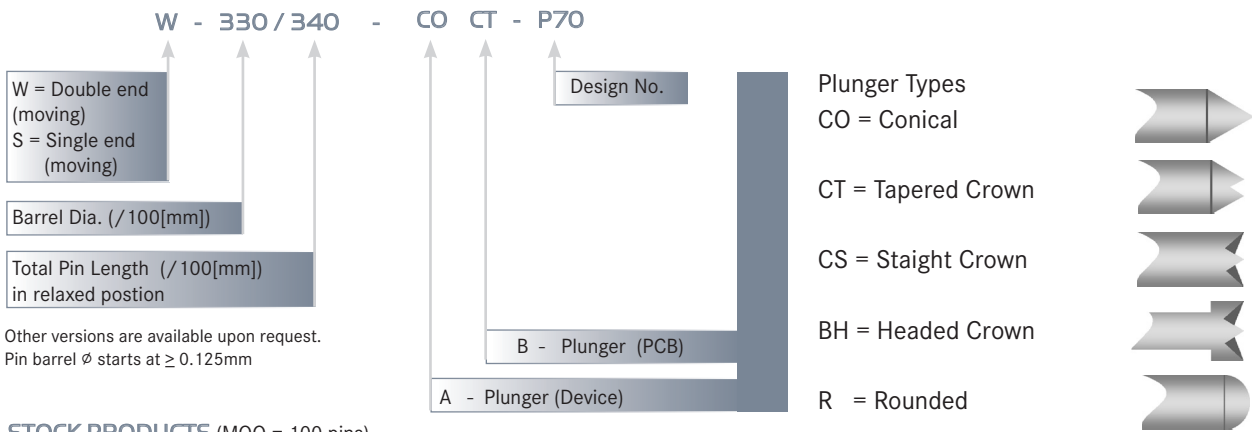 W - 330 / 340 - CO CT - P70
W = Double end
(moving)
S = Single end
(moving)
Design No.
Barrel Dia. (/100[mm])
Total Pin Length (/100[mm])
in relaxed postion
Other versions are available upon request.
Pin barrel ø starts at ≥ 0.125mm
B - Plunger (PCB)
A - Plunger (Device)
Plunger Types
CO = Conical
CT = Tapered Crown
CS = Staight Crown
BH = Headed Crown
R = Rounded
STOCK PRODUCTS (MOQ = 100 pins)